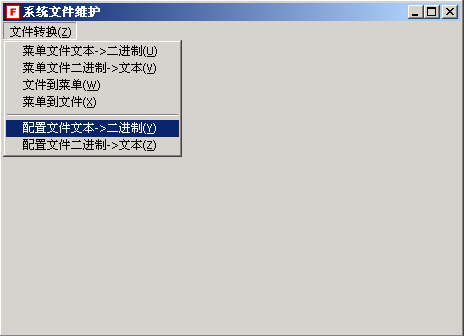 F 系统文件维护
文件转换(Z)
菜单文件文本->二进制(U)
菜单文件二进制->文本(V)
文件到菜单(W)
菜单到文件(X)
配置文件文本->二进制(Y)
配置文件二进制->文本(Z)